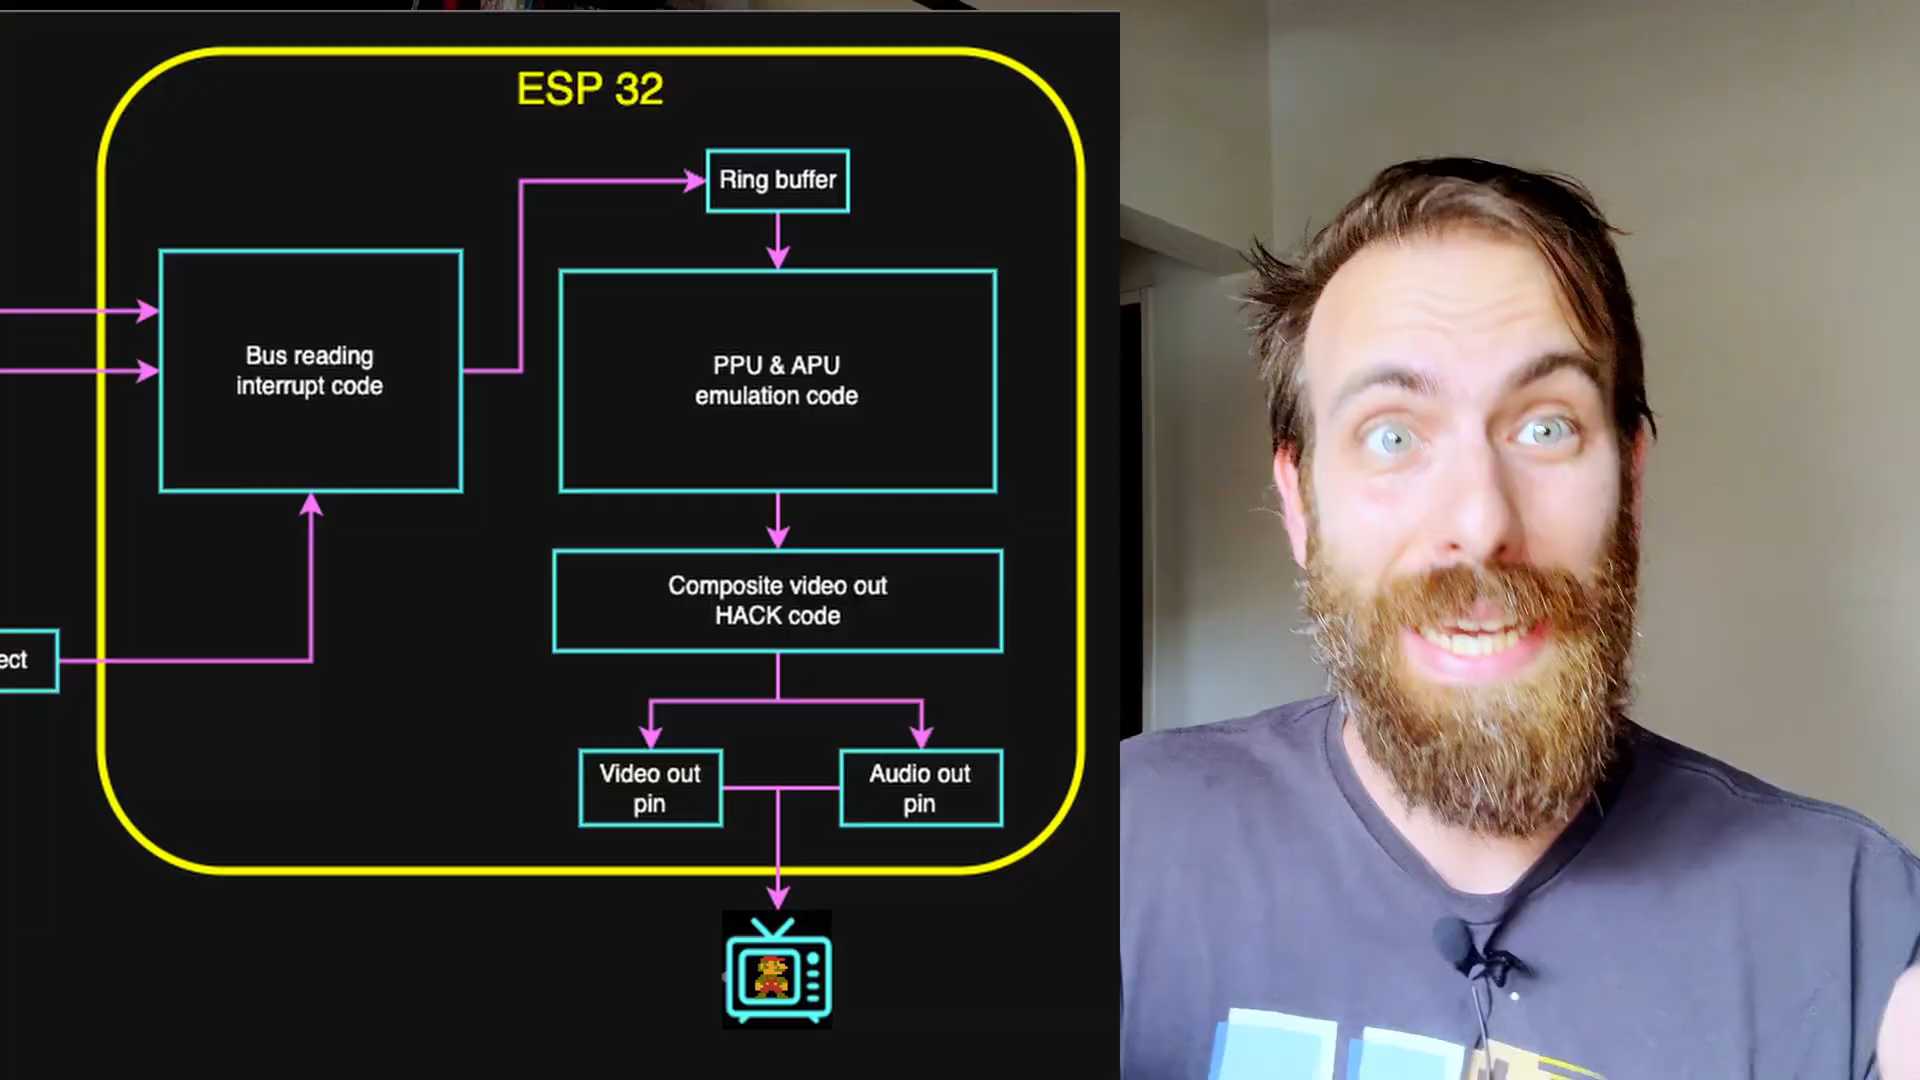 ESP 32
Ring buffer
Bus reading
interrupt code
PPU & APU
emulation code
Composite video out
HACK code
ect
Video out
pin
Audio out
pin